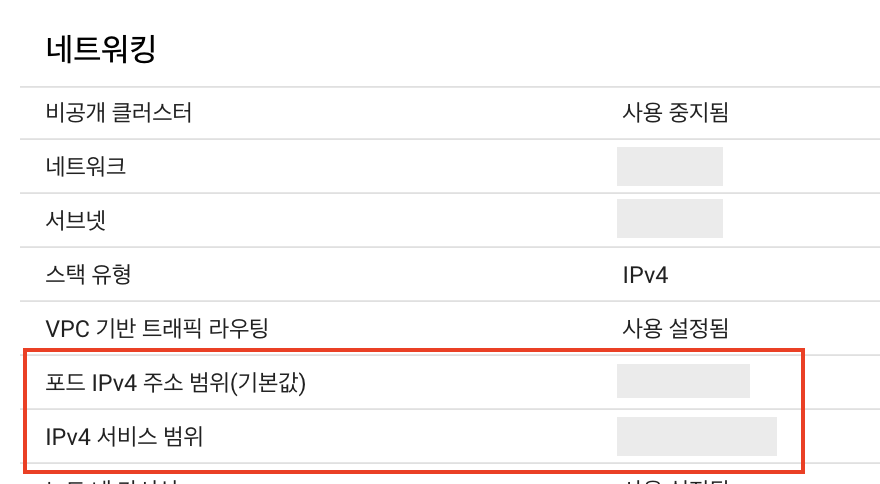 네트워킹
비공개 클러스터 사용 중지됨
네트워크
서브넷
스택 유형 IPv4
VPC 기반 트래픽 라우팅 사용 설정됨
포드 IPv4 주소 범위(기본값)
IPv4 서비스 범위